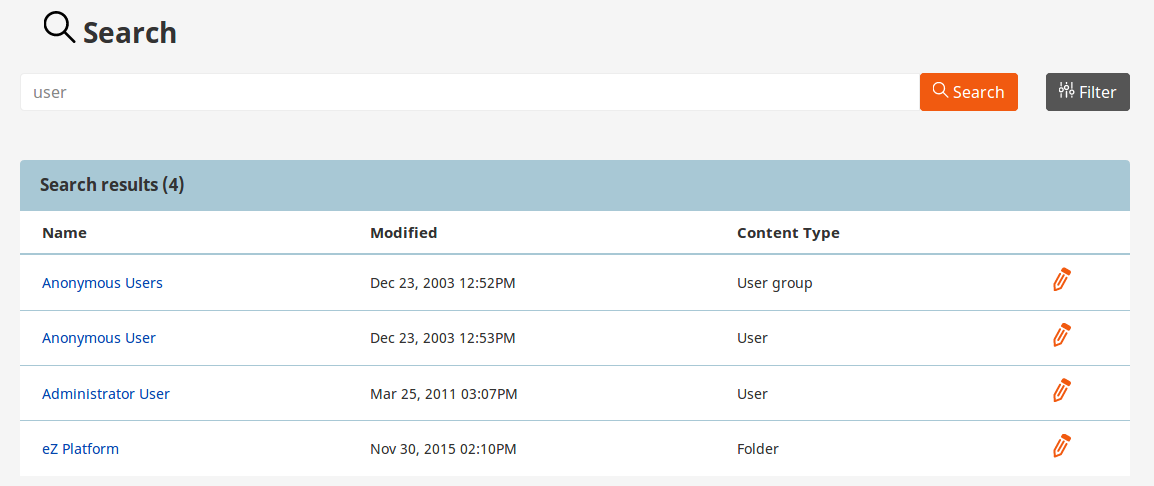 Search
user
Search
Filter
Search results (4)
Name Modified Content Type
Anonymous Users Dec 23, 2003 12:52PM User group
Anonymous User Dec 23, 2003 12:53PM User
Administrator User Mar 25, 2011 03:07PM User
eZ Platform Nov 30, 2015 02:10PM Folder